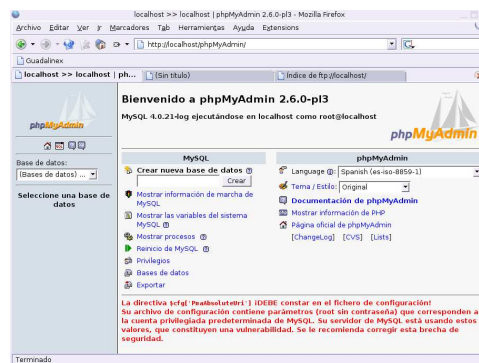 localhost >> localhost | phpMyAdmin 2.6.0-pl3 - Mozilla Firefox
Archivo Editar Ver Ir Marcadores Tab Herramientas Ayuda Extensions
http://localhost/phpMyAdmin/
Guadalinex
localhost >> localhost | ph...
(Sin título)
Índice de ftp://localhost/
phpMyAdmin
Base de datos:
(Bases de datos) ...
Seleccione una base de datos
Bienvenido a phpMyAdmin 2.6.0-pl3
MySQL 4.0.21-log ejecutándose en localhost como root@localhost
phpMyAdmin
MySQL
Crear nueva base de datos
Crear
Mostrar información de marcha de MySQL
Mostrar las variables del sistema MySQL
Mostrar procesos
Reinicio de MySQL
Privilegios
Bases de datos
Exportar
phpMyAdmin
Language: Spanish (es-iso-8859-1)
Tema / Estilo: Original
Documentación de phpMyAdmin
Mostrar información de PHP
Página oficial de phpMyAdmin
[ChangeLog] [CVS] [Lists]
La directiva $cfg['PmaAbsoluteUri'] ¡DEBE constar en el fichero de configuración!
Su archivo de configuración contiene parámetros (root sin contraseña) que corresponden a
la cuenta privilegiada predeterminada de MySQL. Su servidor de MySQL está usando estos
valores, que constituyen una vulnerabilidad. Se le recomienda corregir esta brecha de
seguridad.
Terminado